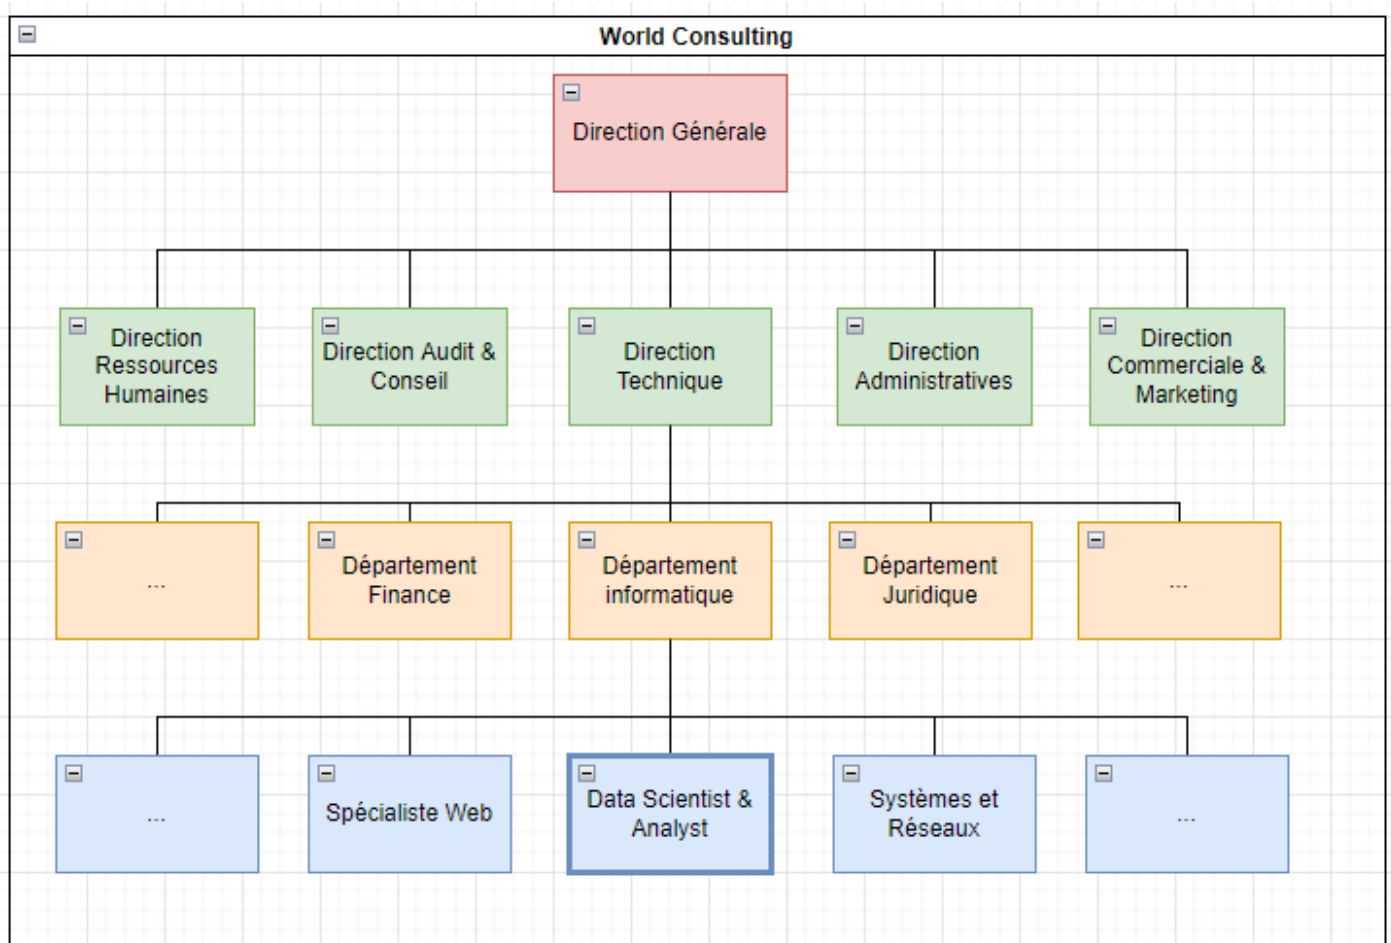 World Consulting
Direction Générale
Direction
Ressources
Humaines
Direction Audit &
Conseil
Direction
Technique
Direction
Administratives
Direction
Commerciale &
Marketing
...
Département
Finance
Département
informatique
Département
Juridique
...
...
Spécialiste Web
Data Scientist &
Analyst
Systèmes et
Réseaux
...